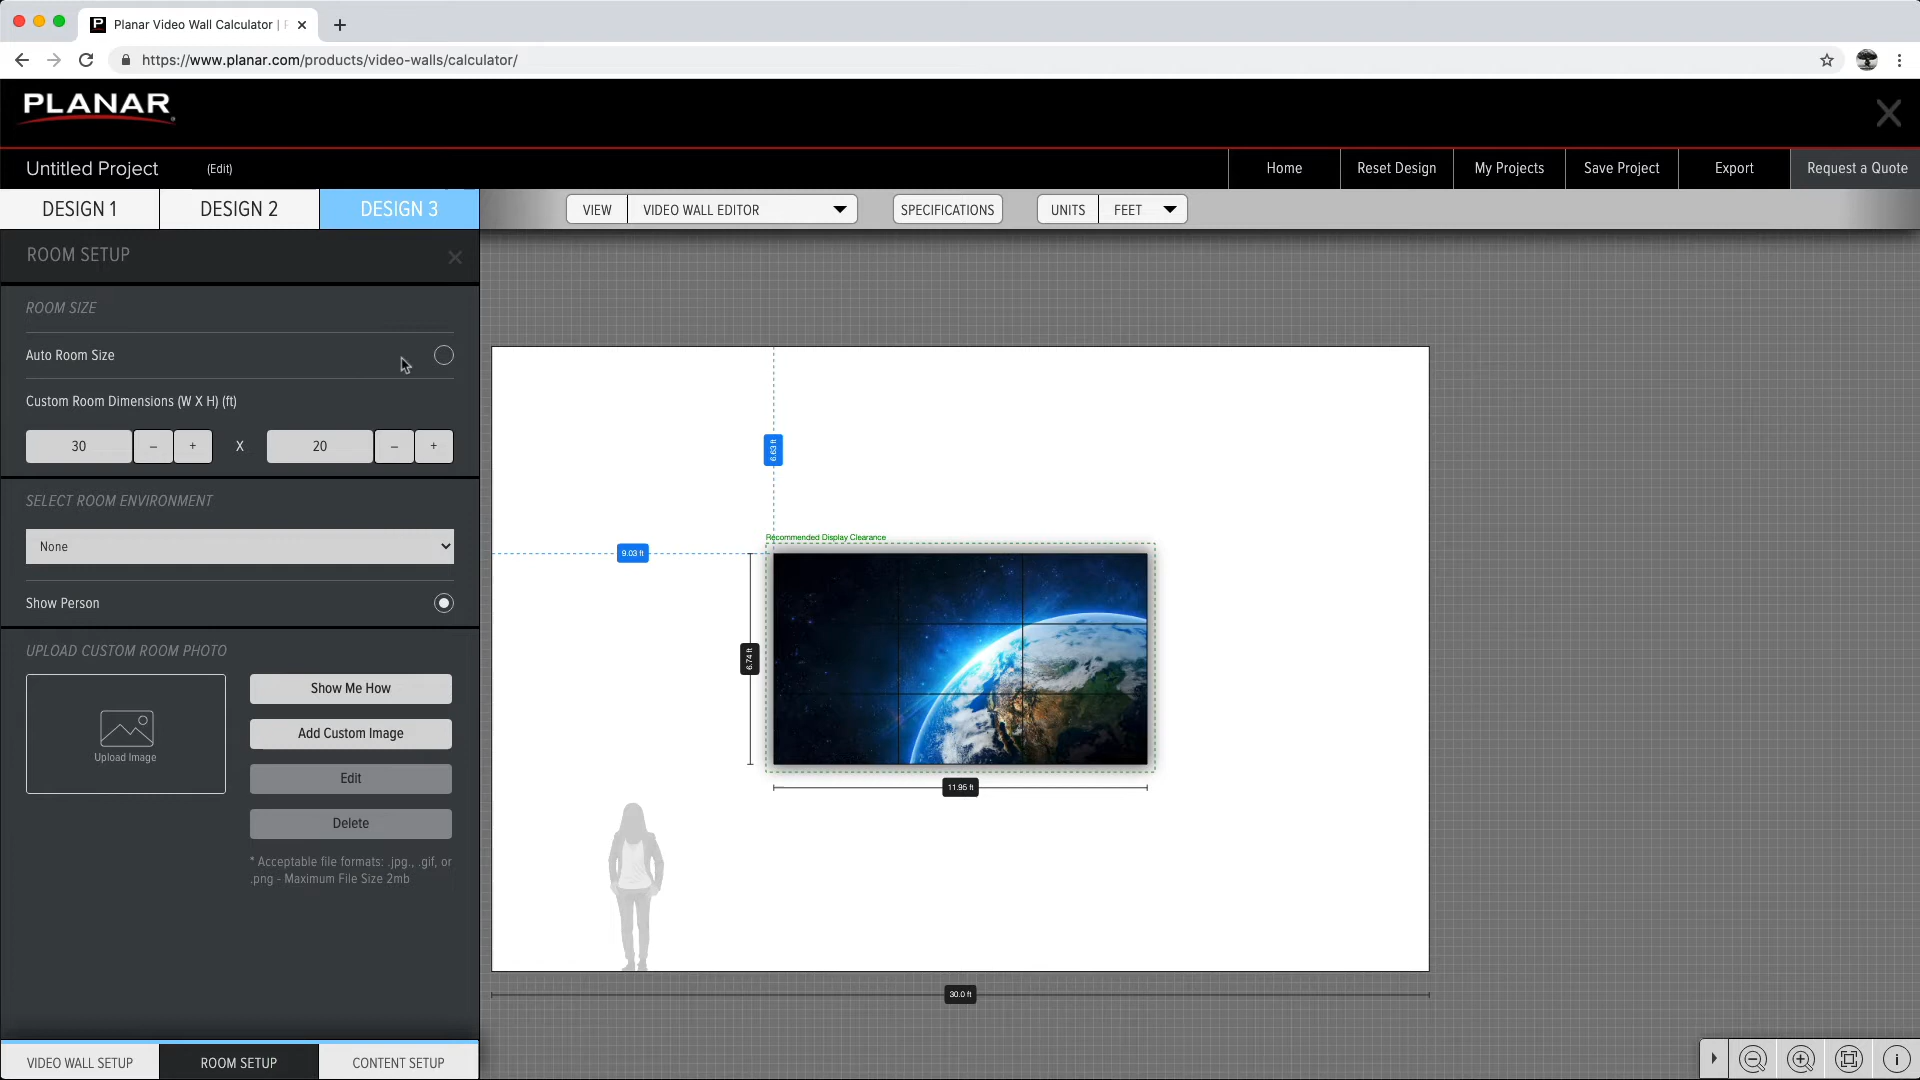 Planar Video Wall Calculator | P
https://www.planar.com/products/video-walls/calculator/
PLANAR
Untitled Project
(Edit)
Home
Reset Design
My Projects
Save Project
Export
Request a Quote
DESIGN 1
DESIGN 2
DESIGN 3
VIEW
VIDEO WALL EDITOR
SPECIFICATIONS
UNITS
FEET
ROOM SETUP
ROOM SIZE
Auto Room Size
Custom Room Dimensions (W X H) (ft)
30
–
+
X
20
–
+
SELECT ROOM ENVIRONMENT
None
Show Person
UPLOAD CUSTOM ROOM PHOTO
Upload Image
Show Me How
Add Custom Image
Edit
Delete
* Acceptable file formats: .jpg., .gif, or
.png - Maximum File Size 2mb
6.63 ft
Recommended Display Clearance
9.03 ft
6.74 ft
11.95 ft
30.0 ft
VIDEO WALL SETUP
ROOM SETUP
CONTENT SETUP